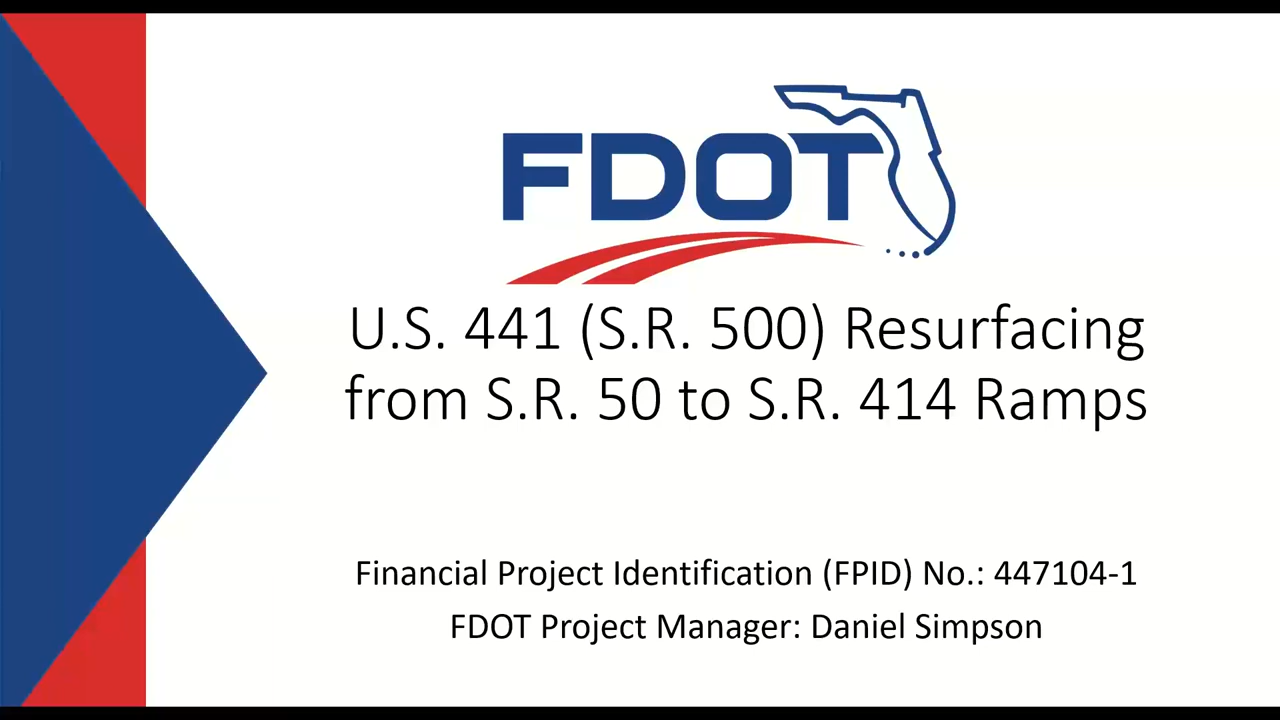 FDOT
U.S. 441 (S.R. 500) Resurfacing
from S.R. 50 to S.R. 414 Ramps
Financial Project Identification (FPID) No.: 447104-1
FDOT Project Manager: Daniel Simpson